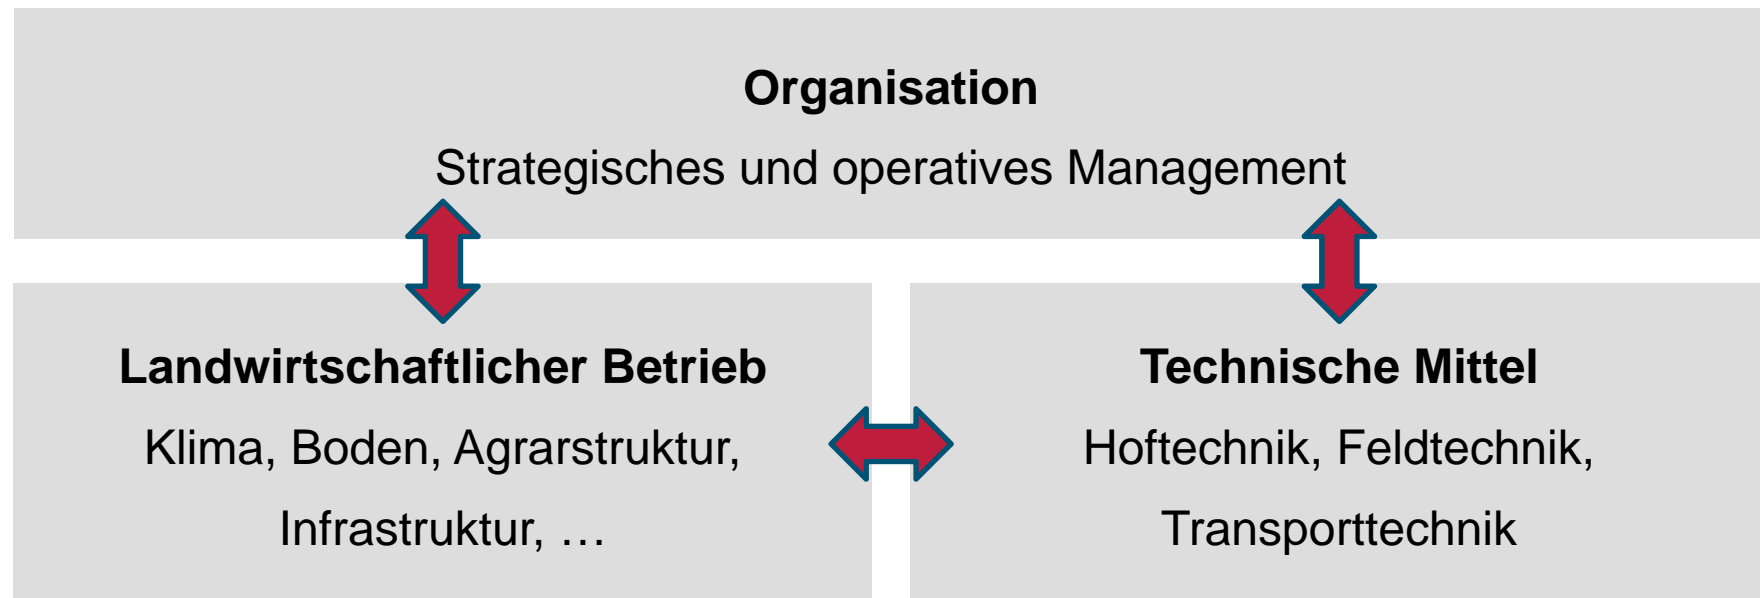 Organisation
Strategisches und operatives Management
Landwirtschaftlicher Betrieb
Klima, Boden, Agrarstruktur,
Infrastruktur, …
Technische Mittel
Hoftechnik, Feldtechnik,
Transporttechnik